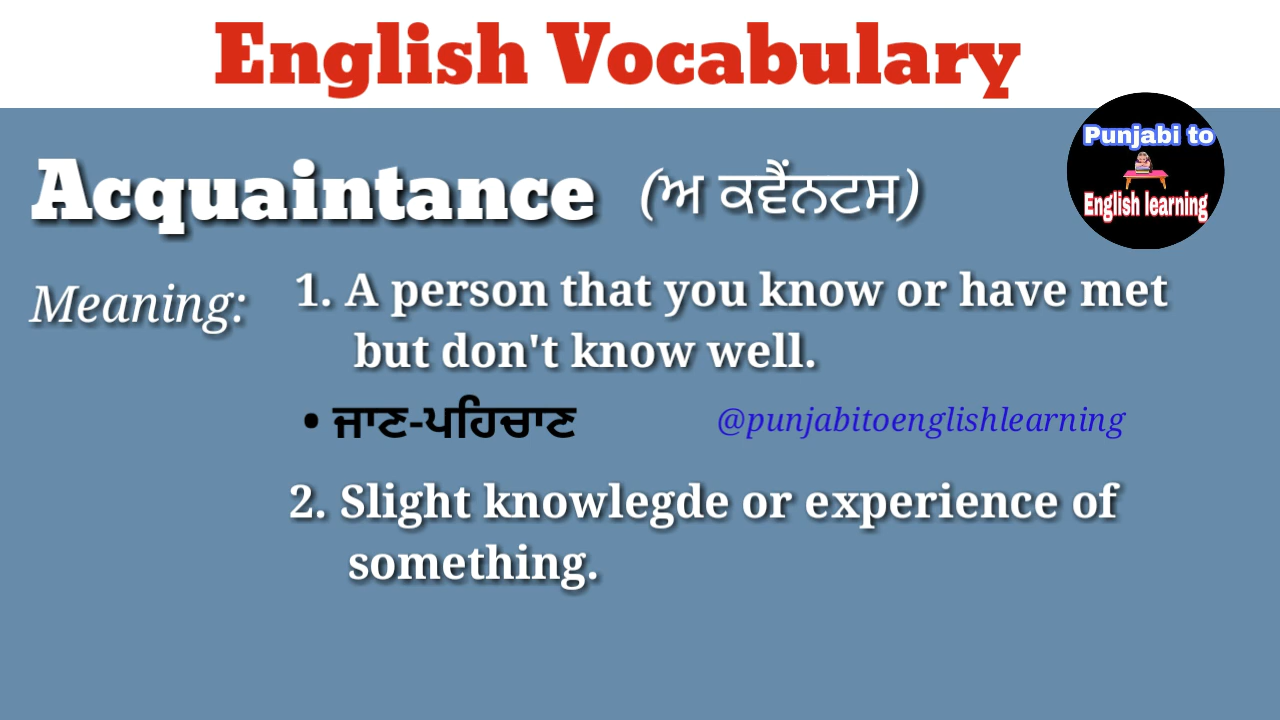 English Vocabulary
Punjabi to
English learning
Acquaintance (ਅ ਕਵੈਂਨਟਸ)
Meaning: 1. A person that you know or have met
but don't know well.
• ਜਾਣ-ਪਹਿਚਾਣ @punjabitoenglishlearning
2. Slight knowlegde or experience of
something.